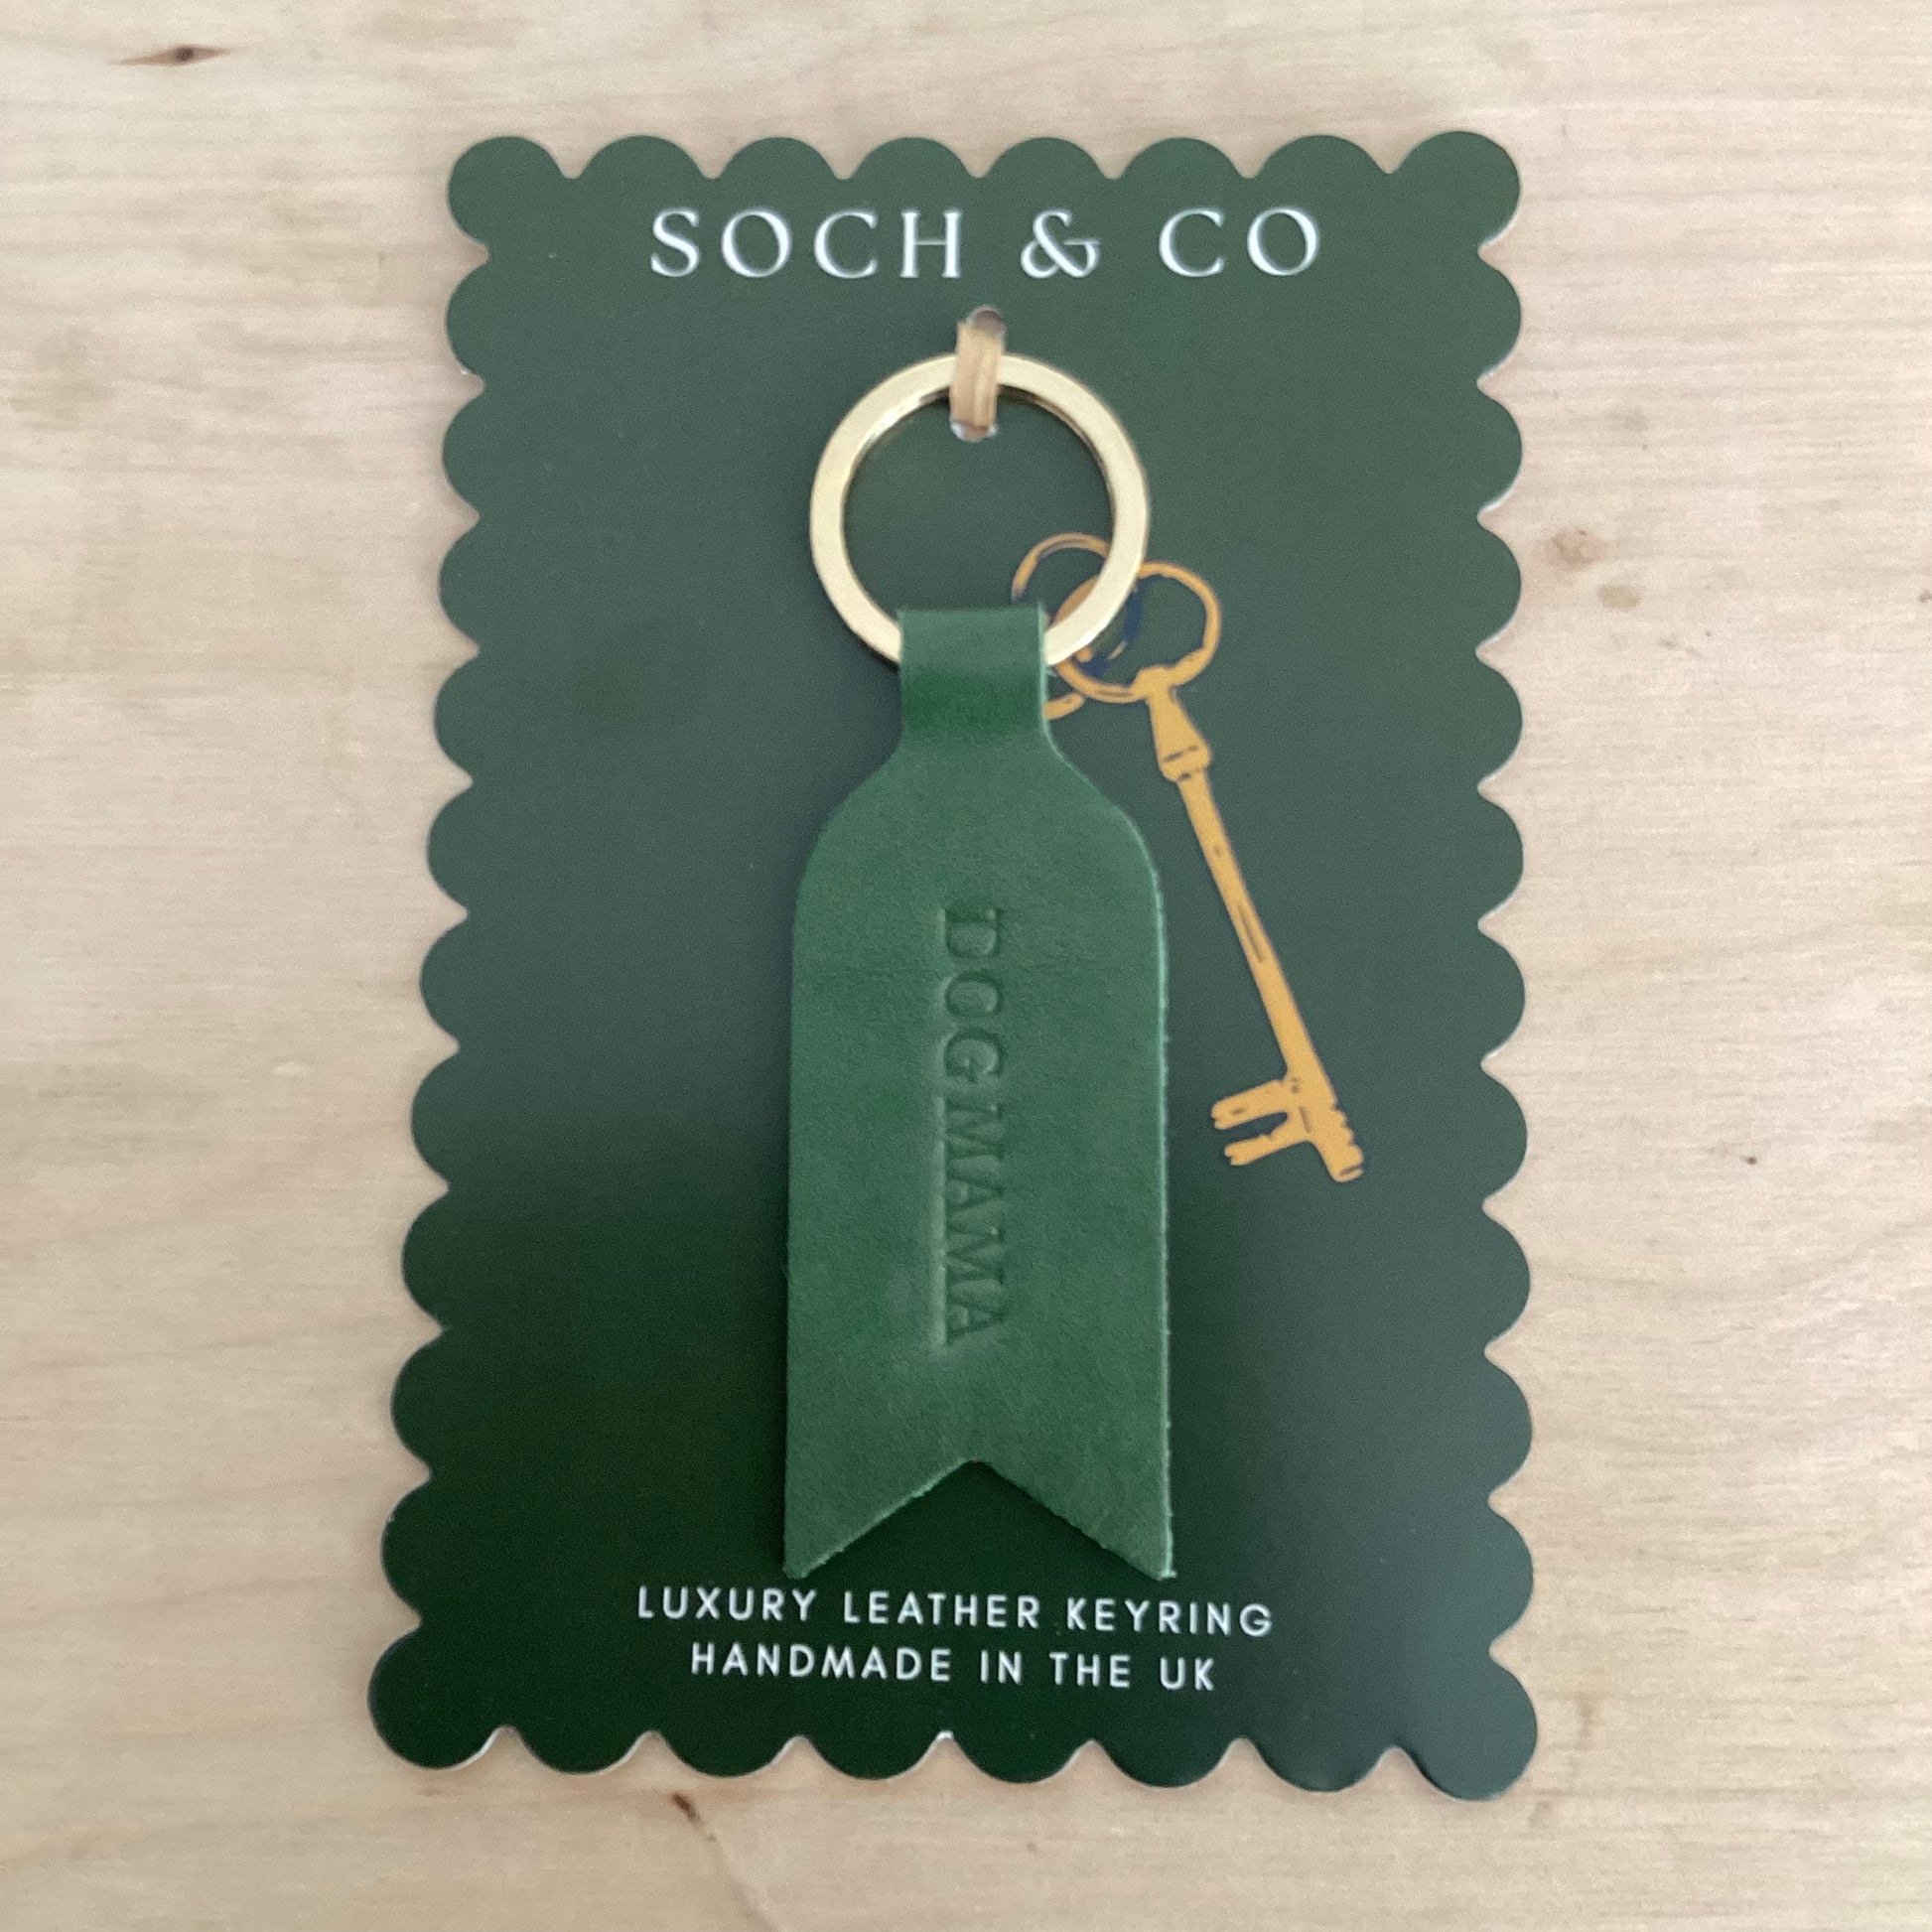 SOCH & CO
DOG MAMA
LUXURY LEATHER KEYRING
HANDMADE IN THE UK